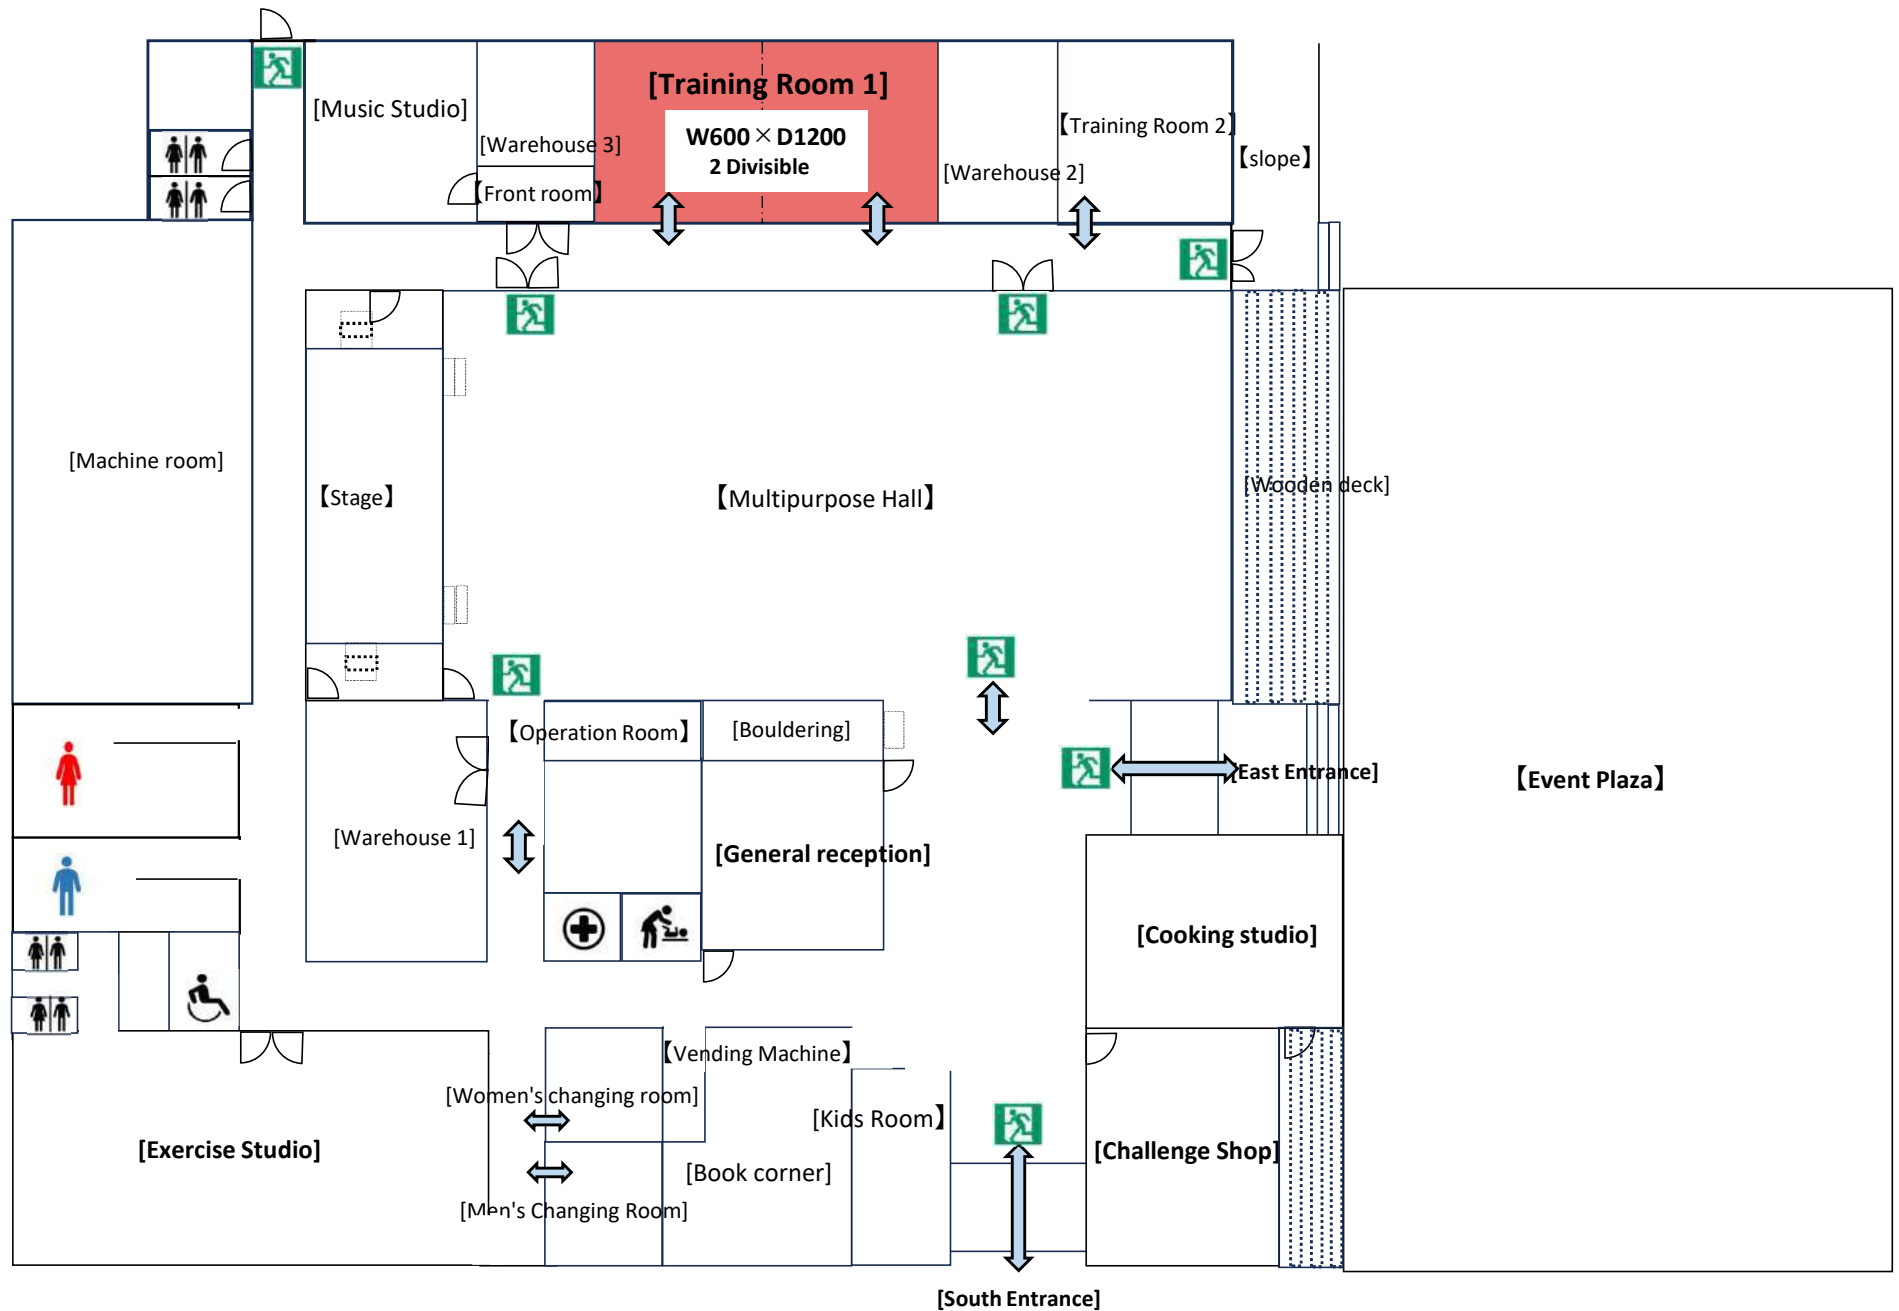 [Training Room 1]
[Music Studio]
W600×D1200
【Training Room 2】
[Warehouse 3]
2 Divisible
[Warehouse 2]
【slope】
【Front room】
[Machine room]
【Stage】
【Multipurpose Hall】
[Wooden deck]
【Operation Room】
[Bouldering]
[East Entrance]
【Event Plaza】
[Warehouse 1]
[General reception]
[Cooking studio]
【Vending Machine】
[Women's changing room]
[Kids Room】
[Exercise Studio]
[Challenge Shop]
[Book corner]
[Men's Changing Room]
[South Entrance]